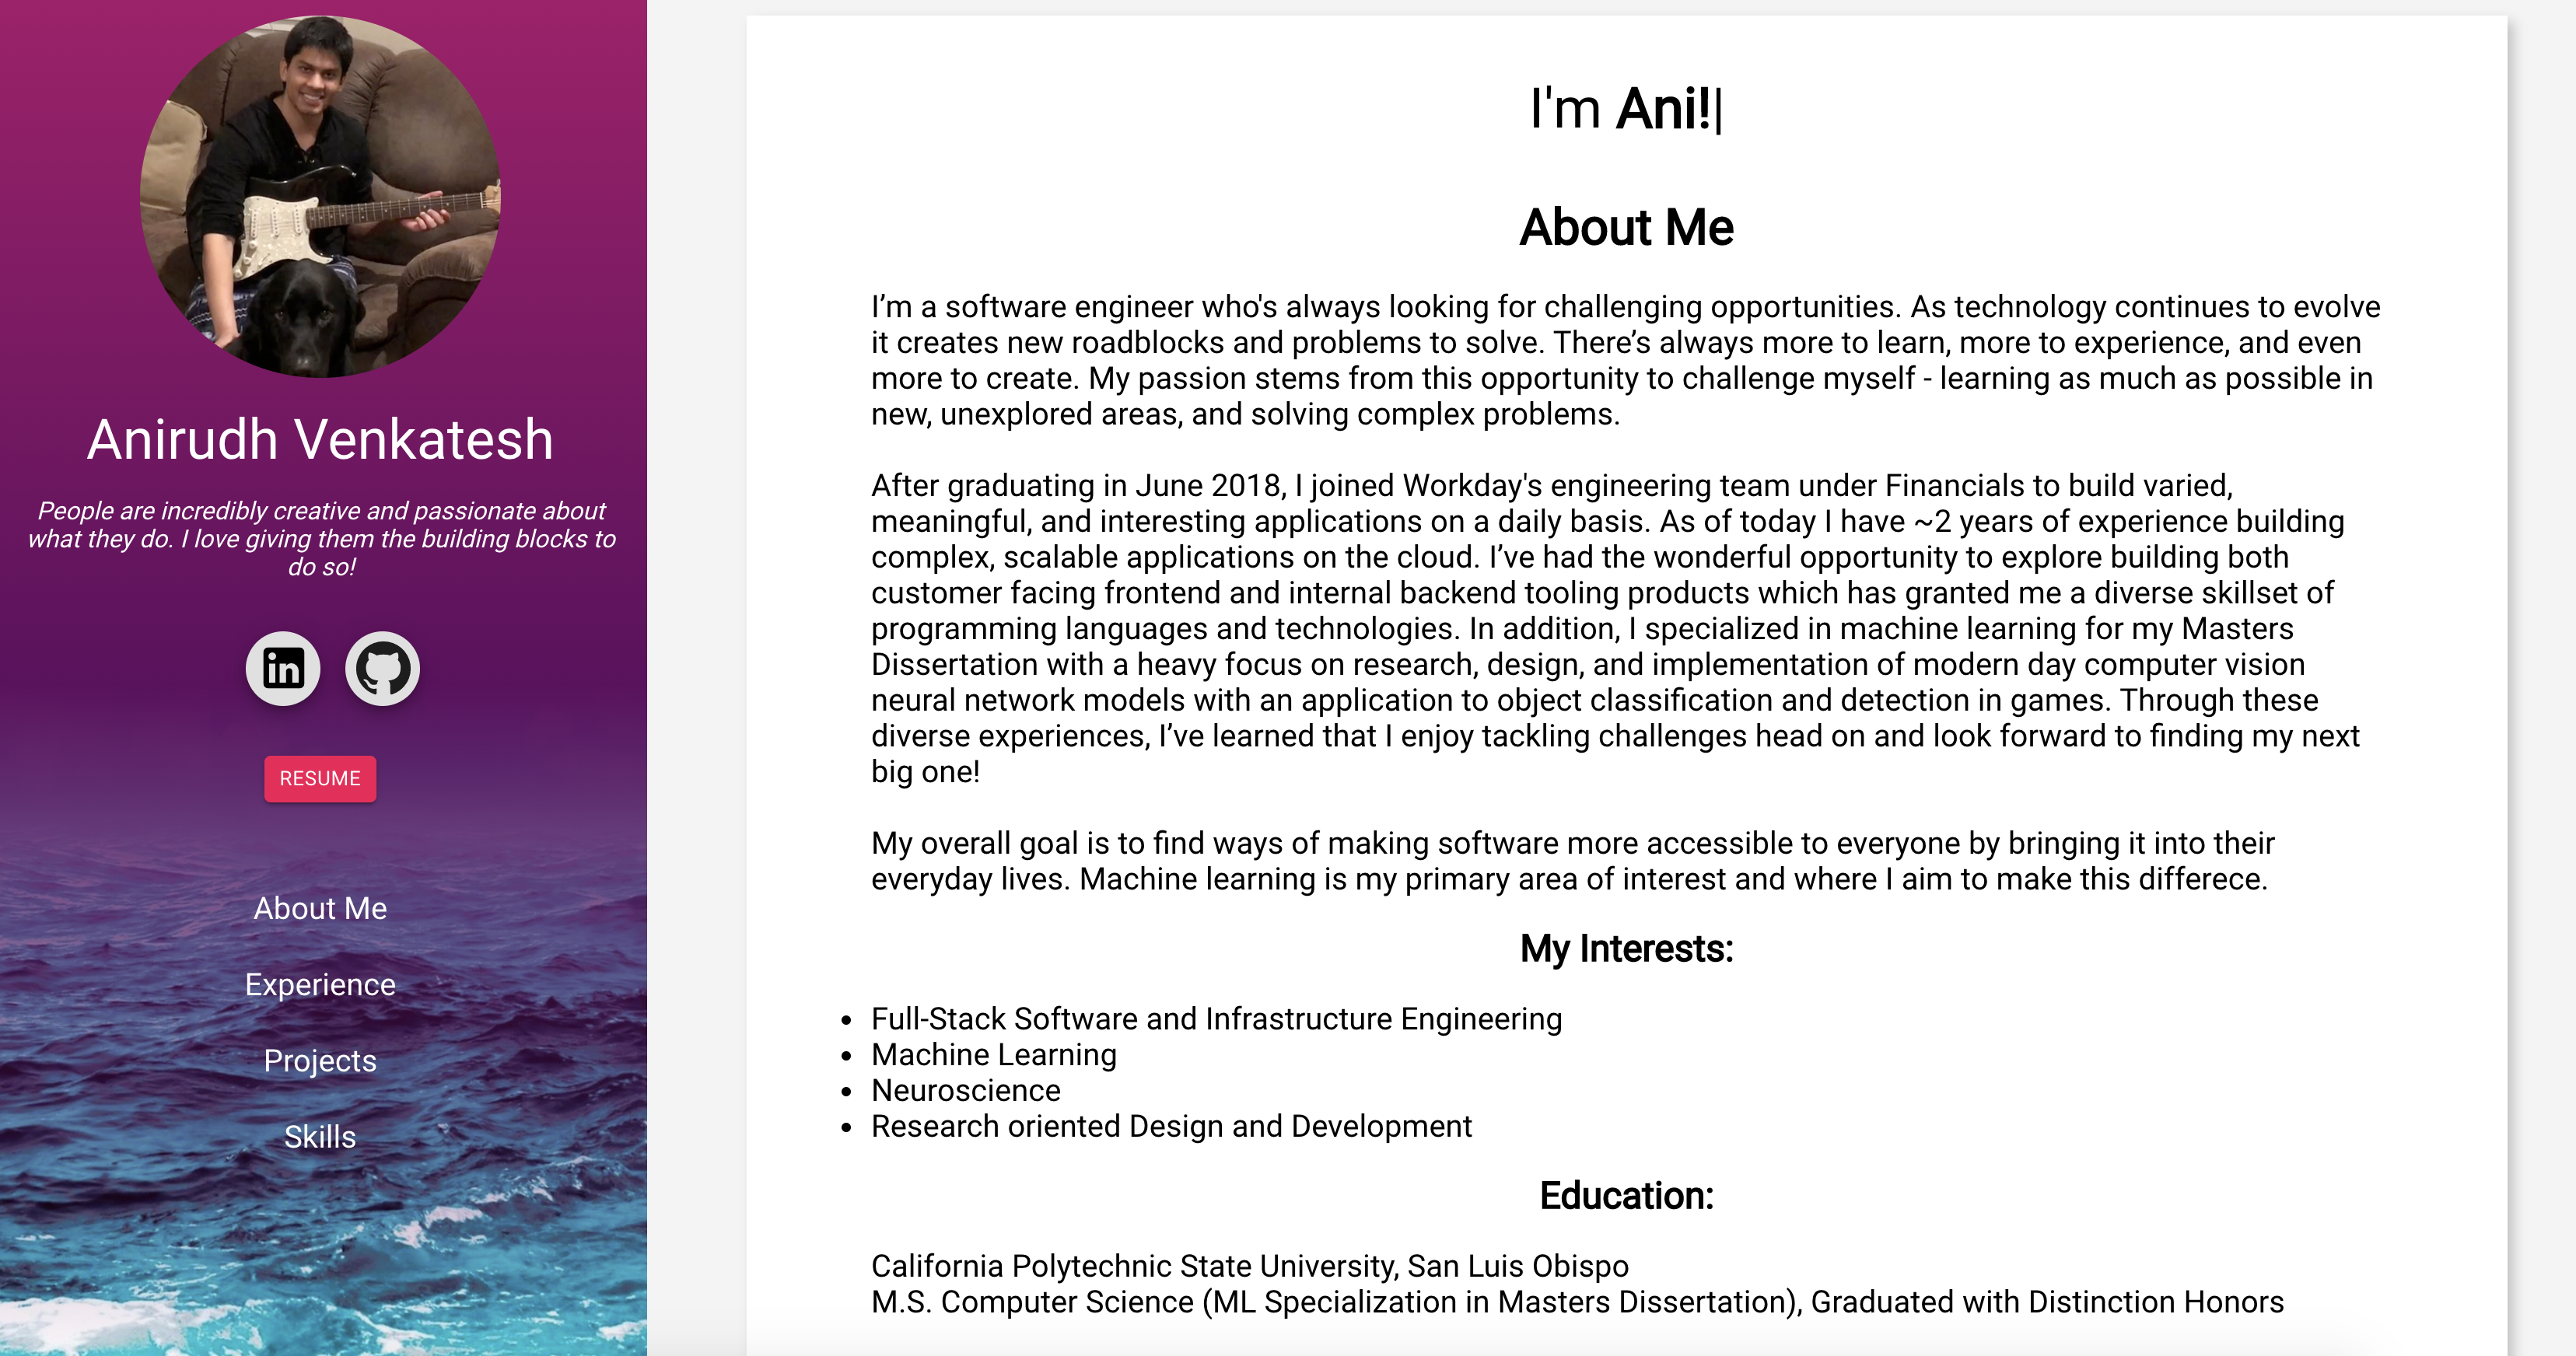 Anirudh Venkatesh
People are incredibly creative and passionate about
what they do. I love giving them the building blocks to
do so!
in
RESUME
About Me
Experience
Projects
Skills
I'm Ani!|
About Me
I’m a software engineer who's always looking for challenging opportunities. As technology continues to evolve
it creates new roadblocks and problems to solve. There’s always more to learn, more to experience, and even
more to create. My passion stems from this opportunity to challenge myself - learning as much as possible in
new, unexplored areas, and solving complex problems.
After graduating in June 2018, I joined Workday's engineering team under Financials to build varied,
meaningful, and interesting applications on a daily basis. As of today I have ~2 years of experience building
complex, scalable applications on the cloud. I’ve had the wonderful opportunity to explore building both
customer facing frontend and internal backend tooling products which has granted me a diverse skillset of
programming languages and technologies. In addition, I specialized in machine learning for my Masters
Dissertation with a heavy focus on research, design, and implementation of modern day computer vision
neural network models with an application to object classification and detection in games. Through these
diverse experiences, I’ve learned that I enjoy tackling challenges head on and look forward to finding my next
big one!
My overall goal is to find ways of making software more accessible to everyone by bringing it into their
everyday lives. Machine learning is my primary area of interest and where I aim to make this differece.
My Interests:
• Full-Stack Software and Infrastructure Engineering
• Machine Learning
• Neuroscience
• Research oriented Design and Development
Education:
California Polytechnic State University, San Luis Obispo
M.S. Computer Science (ML Specialization in Masters Dissertation), Graduated with Distinction Honors